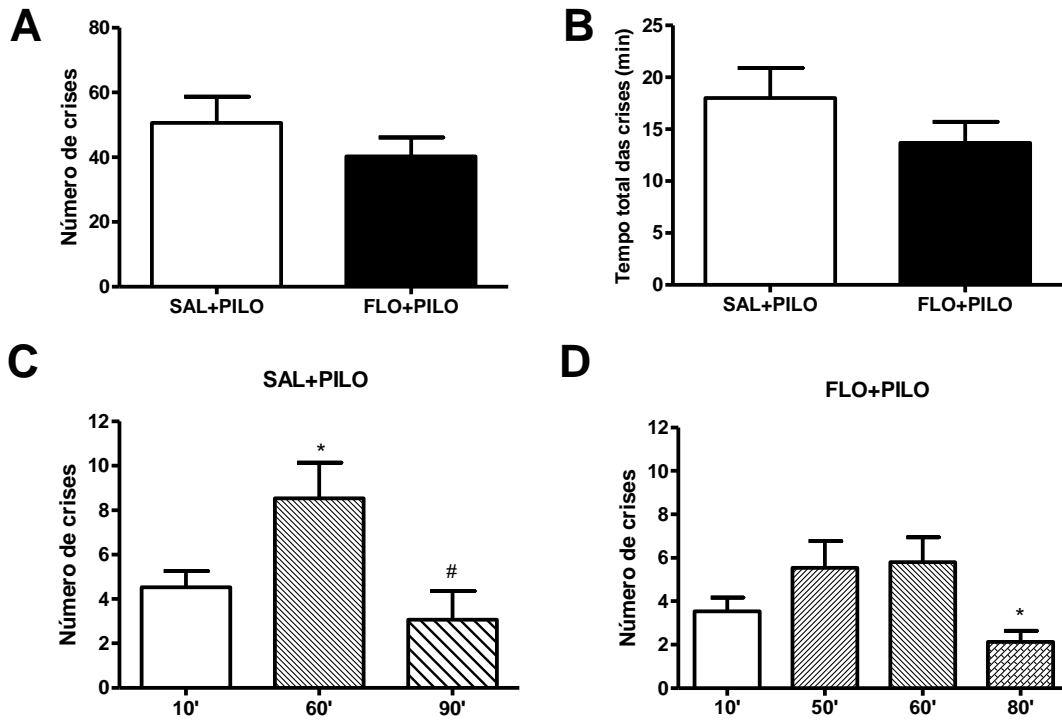 A
Número de crises
80
60
40
20
0
SAL+PILO FLO+PILO
B
Tempo total das crises (min)
25
20
15
10
5
0
SAL+PILO FLO+PILO
C
SAL+PILO
Número de crises
12
10
8
6
4
2
0
*
#
10' 60' 90'
D
FLO+PILO
Número de crises
12
10
8
6
4
2
0
*
10' 50' 60' 80'